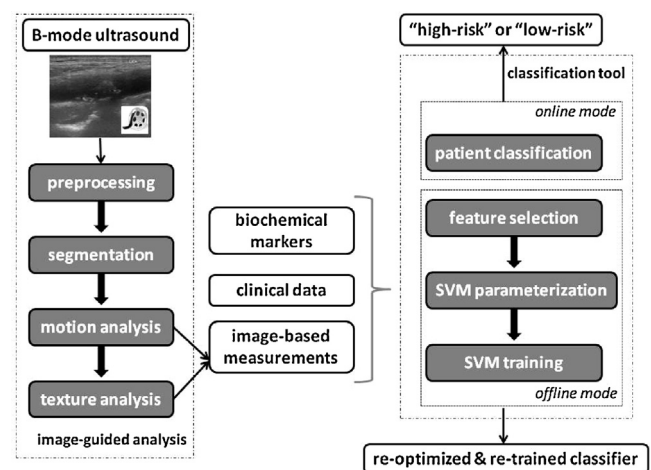 B-mode ultrasound
preprocessing
segmentation
motion analysis
texture analysis
image-guided analysis
biochemical
markers
clinical data
image-based
measurements
“high-risk” or “low-risk”
classification tool
online mode
patient classification
feature selection
SVM parameterization
SVM training
offline mode
re-optimized & re-trained classifier